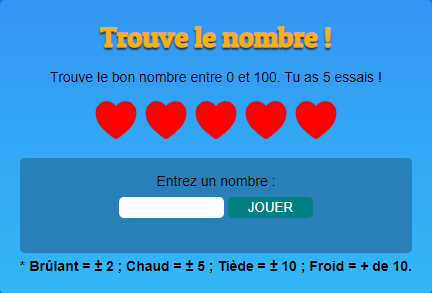 Trouve le nombre !
Trouve le bon nombre entre 0 et 100. Tu as 5 essais !
Entrez un nombre :
JOUER
* Brûlant = ± 2 ; Chaud = ± 5 ; Tiède = ± 10 ; Froid = + de 10.